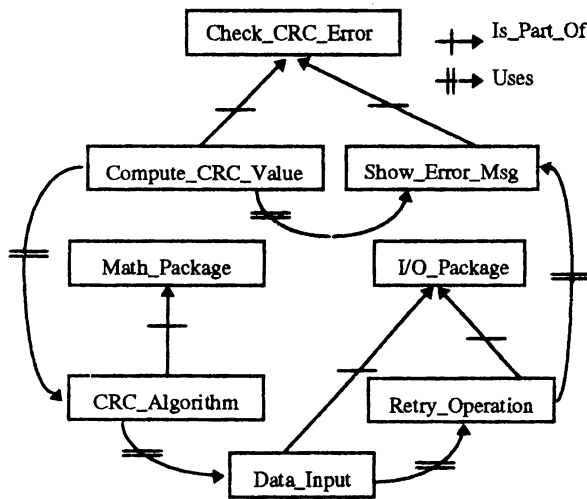 Check_CRC_Error
Is_Part_Of
Uses
Compute_CRC_Value
Show_Error_Msg
Math_Package
I/O_Package
CRC_Algorithm
Retry_Operation
Data_Input